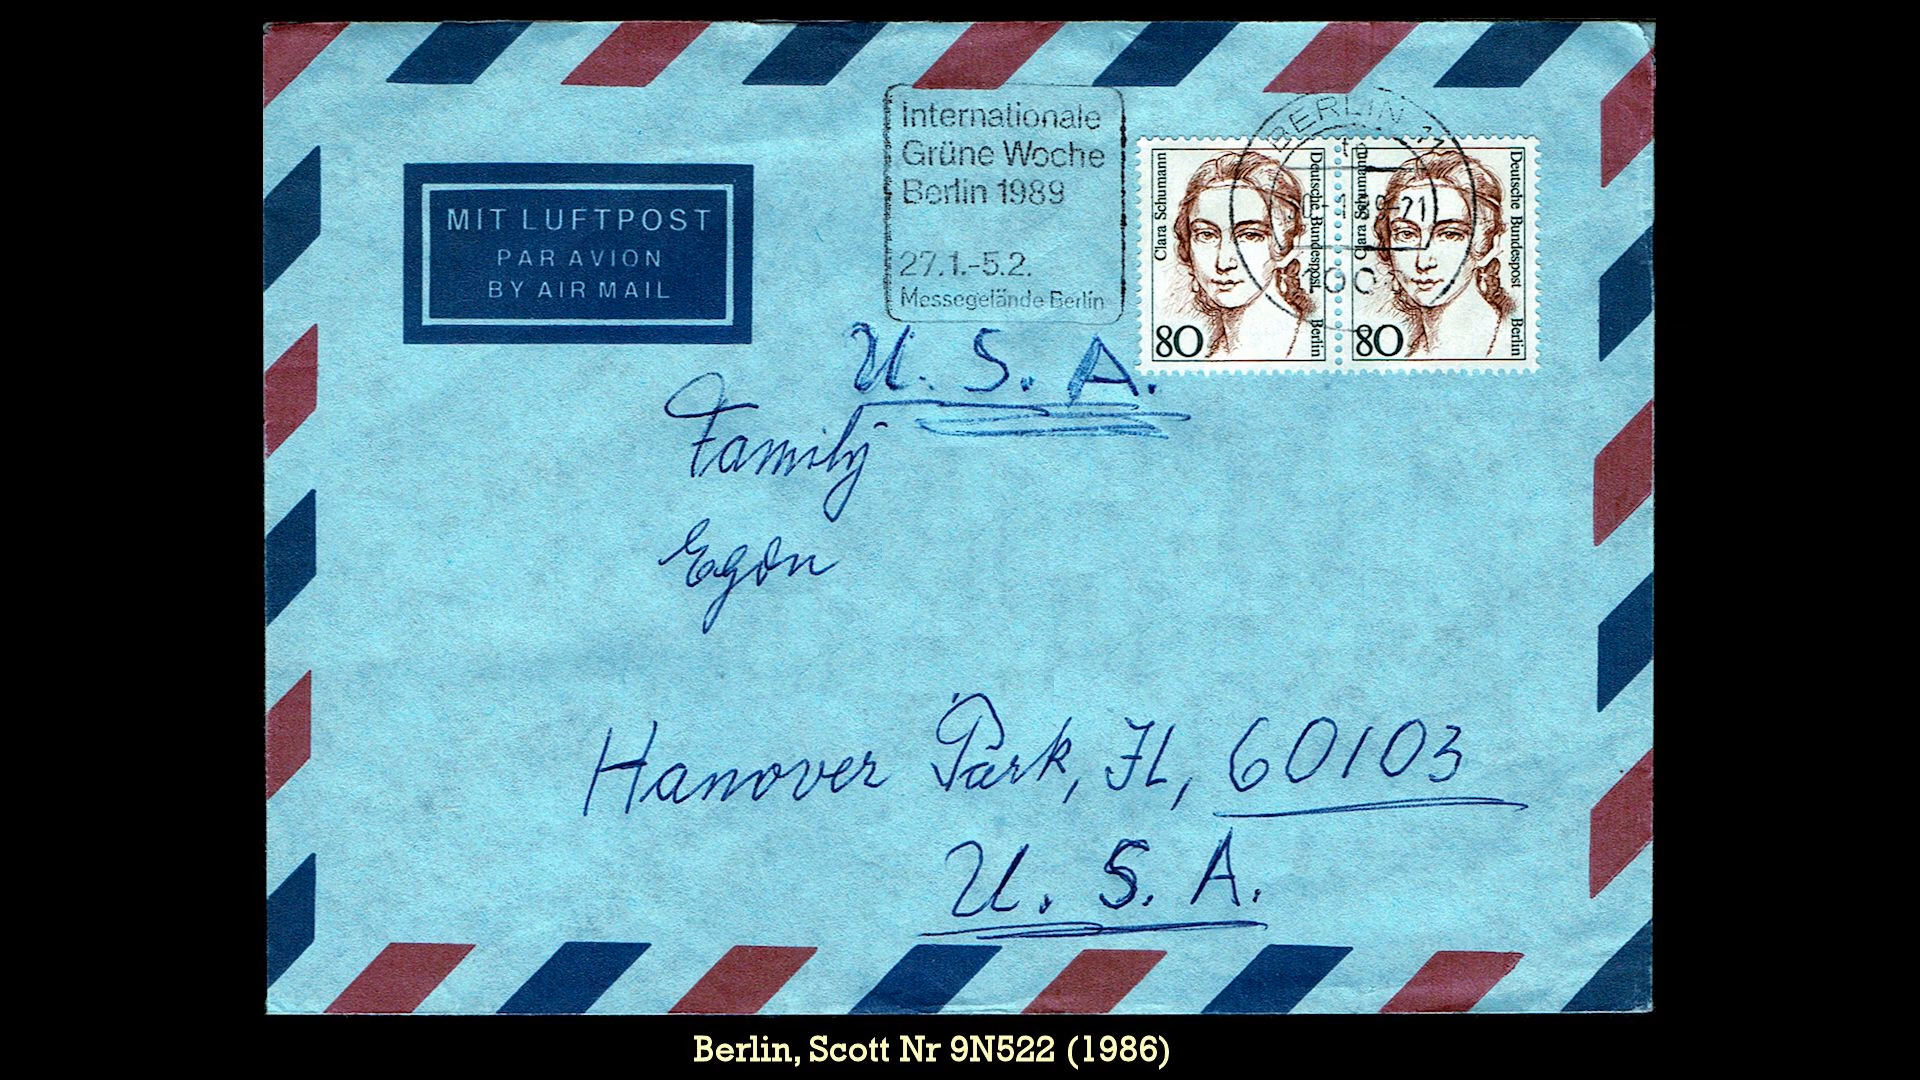 Internationale
Grüne Woche
Berlin 1989
27.1.-5.2.
Messegelände Berlin
BERLIN 11
-21
Clara Schumann
Deutsche Bundespost Berlin
80
Clara Schumann
Deutsche Bundespost Berlin
80
MIT LUFTPOST
PAR AVION
BY AIR MAIL
U. S. A.
Family
Egon
Hanover Park, IL, 60103
U. S. A.
Berlin, Scott Nr 9N522 (1986)